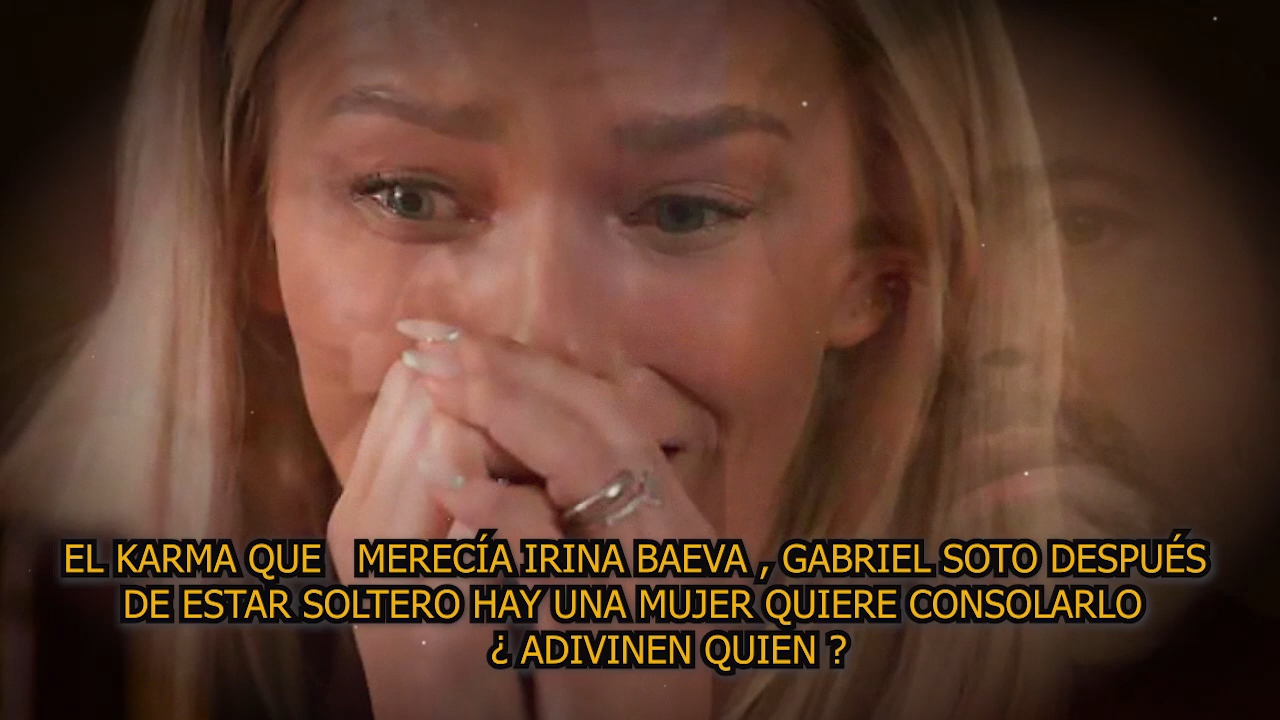 EL KARMA QUE MERECÍA IRINA BAEVA , GABRIEL SOTO DESPUÉS
DE ESTAR SOLTERO HAY UNA MUJER QUIERE CONSOLARLO
¿ ADIVINEN QUIEN ?